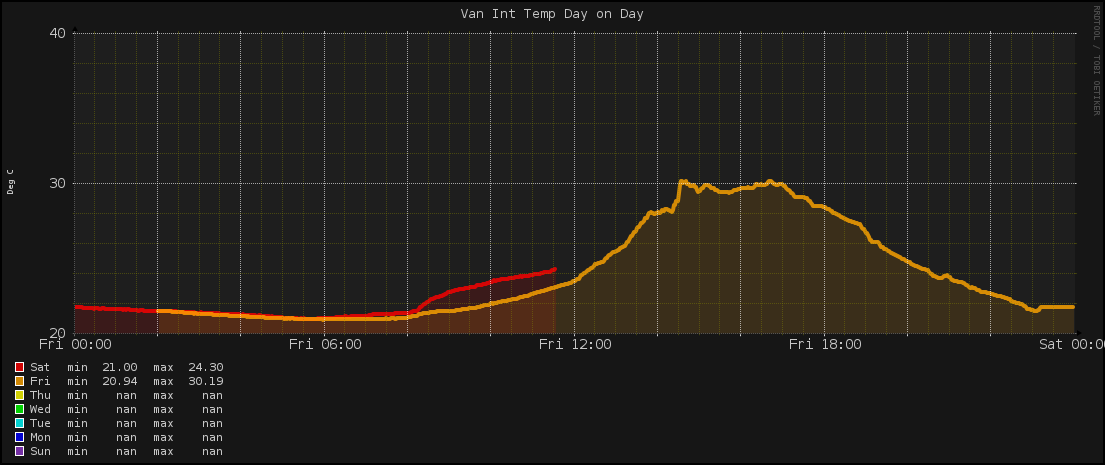 Van Int Temp Day on Day
RRDTOOL / TOBI OETIKER
40
30
20
Deg C
Fri 00:00 Fri 06:00 Fri 12:00 Fri 18:00 Sat 00:00
Sat min 21.00 max 24.30
Fri min 20.94 max 30.19
Thu min nan max nan
Wed min nan max nan
Tue min nan max nan
Mon min nan max nan
Sun min nan max nan